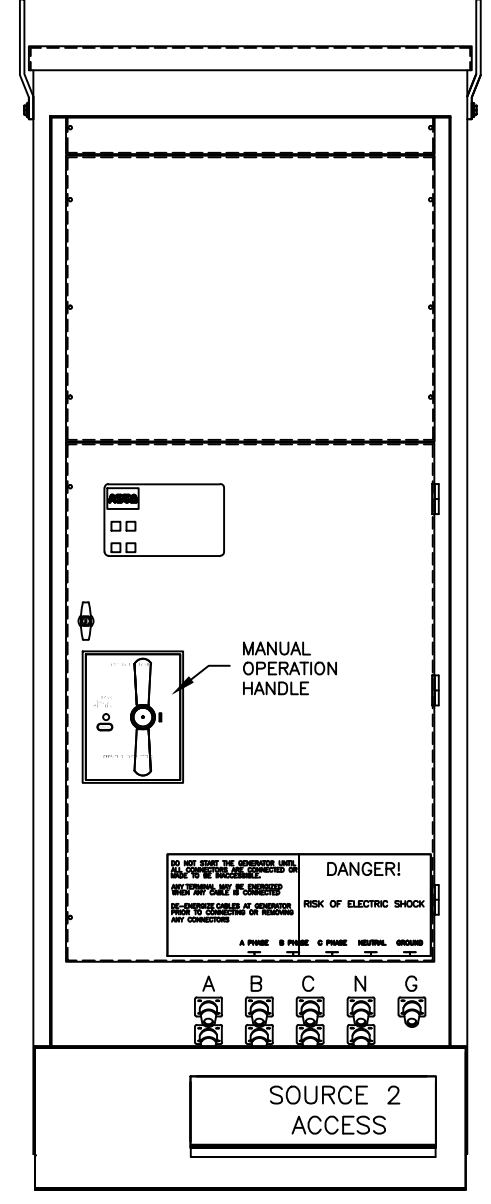 MANUAL
OPERATION
HANDLE
DO NOT START THE GENERATOR UNTIL
ALL CONNECTORS ARE CONNECTED OR
MADE TO BE INACCESSIBLE.
ANY TERMINAL MAY BE ENERGIZED
WHEN ANY CABLE IS CONNECTED
DE-ENERGIZE CABLES AT GENERATOR
PRIOR TO CONNECTING OR REMOVING
ANY CONNECTORS
DANGER!
RISK OF ELECTRIC SHOCK
A PHASE B PHASE C PHASE NEUTRAL GROUND
A B C N G
SOURCE 2
ACCESS